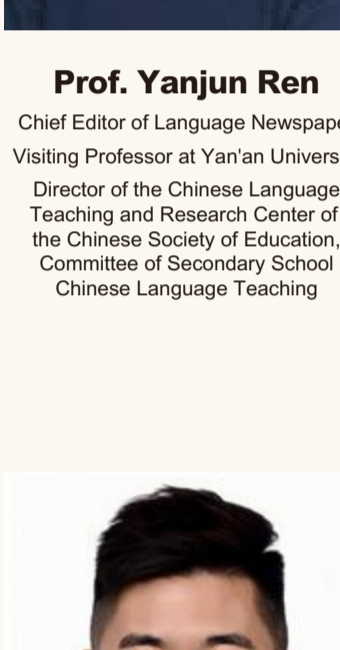 Prof. Yanjun Ren
Chief Editor of Language Newspape
Visiting Professor at Yan'an Univers
Director of the Chinese Language
Teaching and Research Center of
the Chinese Society of Education,
Committee of Secondary School
Chinese Language Teaching